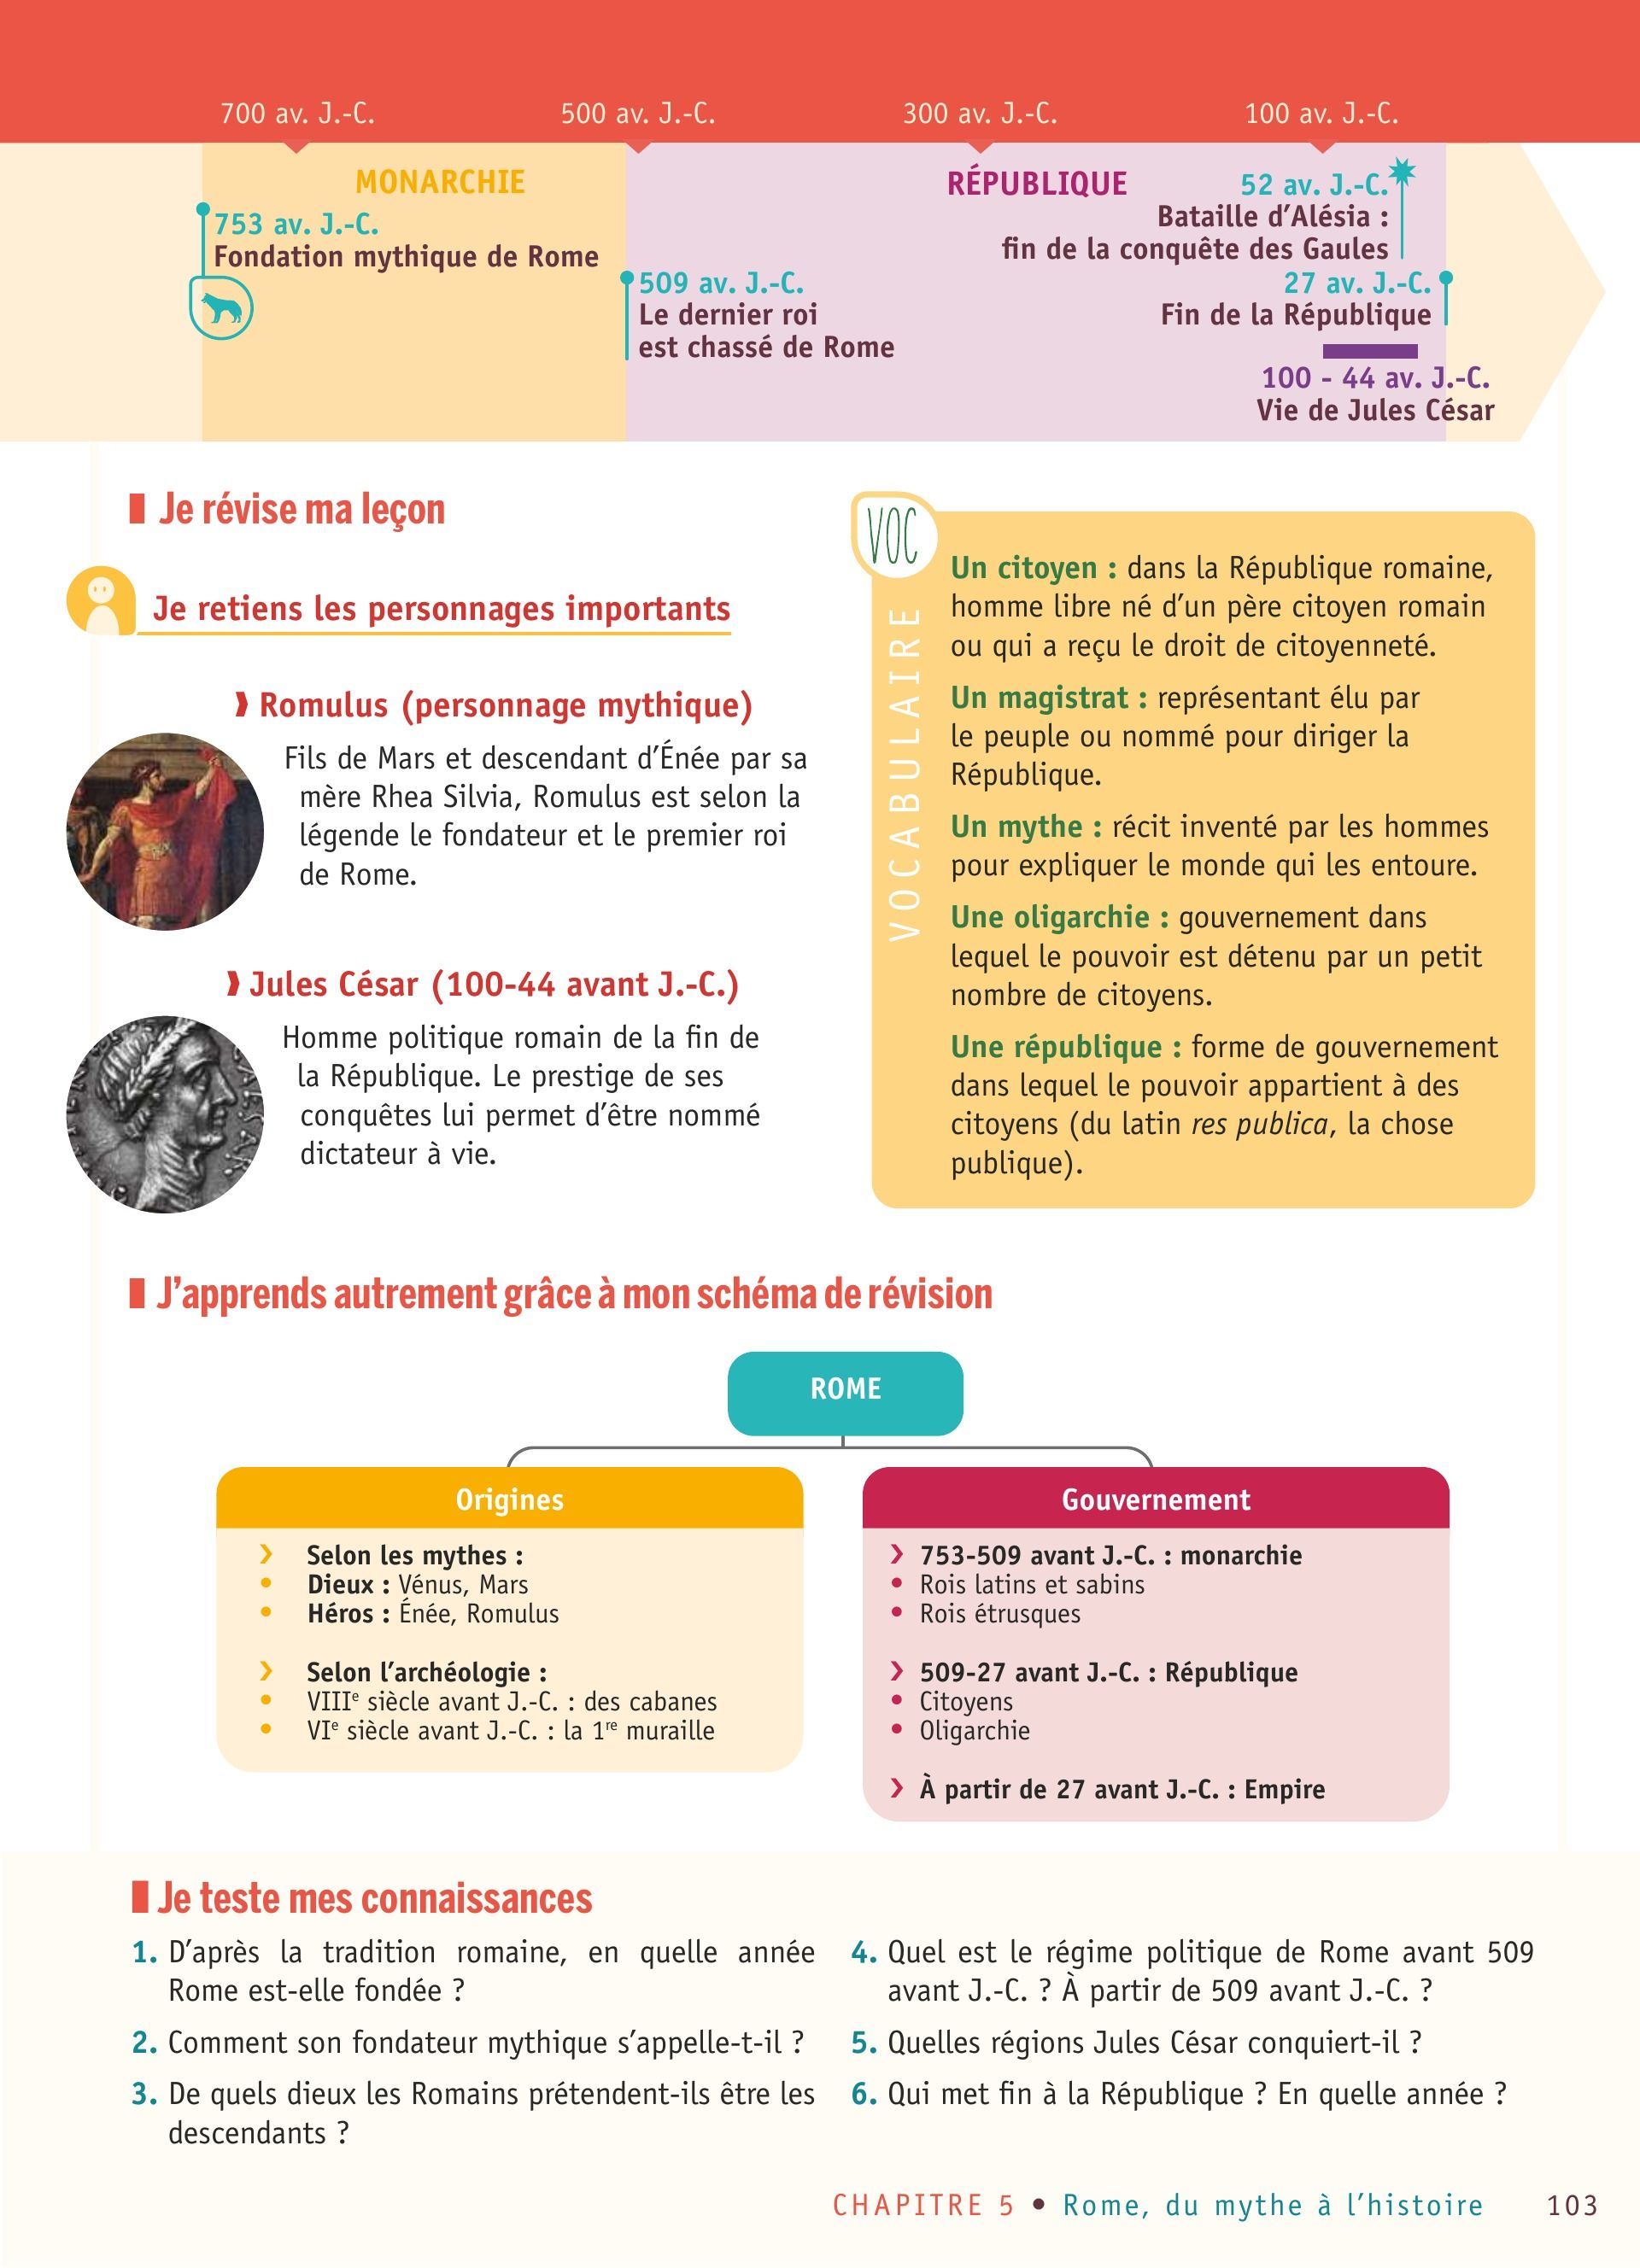 700 av. J.-C.
500 av. J.-C.
300 av. J.-C.
100 av. J.-C.
MONARCHIE
753 av. J.-C.
Fondation mythique de Rome
509 av. J.-C.
Le dernier roi
est chassé de Rome
RÉPUBLIQUE
52 av. J.-C.
Bataille d’Alésia :
fin de la conquête des Gaules
27 av. J.-C.
Fin de la République
100 - 44 av. J.-C.
Vie de Jules César
Je révise ma leçon
Je retiens les personnages importants
Romulus (personnage mythique)
Fils de Mars et descendant d’Énée par sa
mère Rhea Silvia, Romulus est selon la
légende le fondateur et le premier roi
de Rome.
Jules César (100-44 avant J.-C.)
Homme politique romain de la fin de
la République. Le prestige de ses
conquêtes lui permet d’être nommé
dictateur à vie.
VOC
VOCABULAIRE
Un citoyen : dans la République romaine,
homme libre né d’un père citoyen romain
ou qui a reçu le droit de citoyenneté.
Un magistrat : représentant élu par
le peuple ou nommé pour diriger la
République.
Un mythe : récit inventé par les hommes
pour expliquer le monde qui les entoure.
Une oligarchie : gouvernement dans
lequel le pouvoir est détenu par un petit
nombre de citoyens.
Une république : forme de gouvernement
dans lequel le pouvoir appartient à des
citoyens (du latin res publica, la chose
publique).
J’apprends autrement grâce à mon schéma de révision
ROME
Origines
› Selon les mythes :
• Dieux : Vénus, Mars
• Héros : Énée, Romulus
› Selon l’archéologie :
• VIIIe siècle avant J.-C. : des cabanes
• VIe siècle avant J.-C. : la 1re muraille
Gouvernement
› 753-509 avant J.-C. : monarchie
• Rois latins et sabins
• Rois étrusques
› 509-27 avant J.-C. : République
• Citoyens
• Oligarchie
› À partir de 27 avant J.-C. : Empire
Je teste mes connaissances
1. D’après la tradition romaine, en quelle année
Rome est-elle fondée ?
2. Comment son fondateur mythique s’appelle-t-il ?
3. De quels dieux les Romains prétendent-ils être les
descendants ?
4. Quel est le régime politique de Rome avant 509
avant J.-C. ? À partir de 509 avant J.-C. ?
5. Quelles régions Jules César conquiert-il ?
6. Qui met fin à la République ? En quelle année ?
CHAPITRE 5 • Rome, du mythe à l’histoire 103